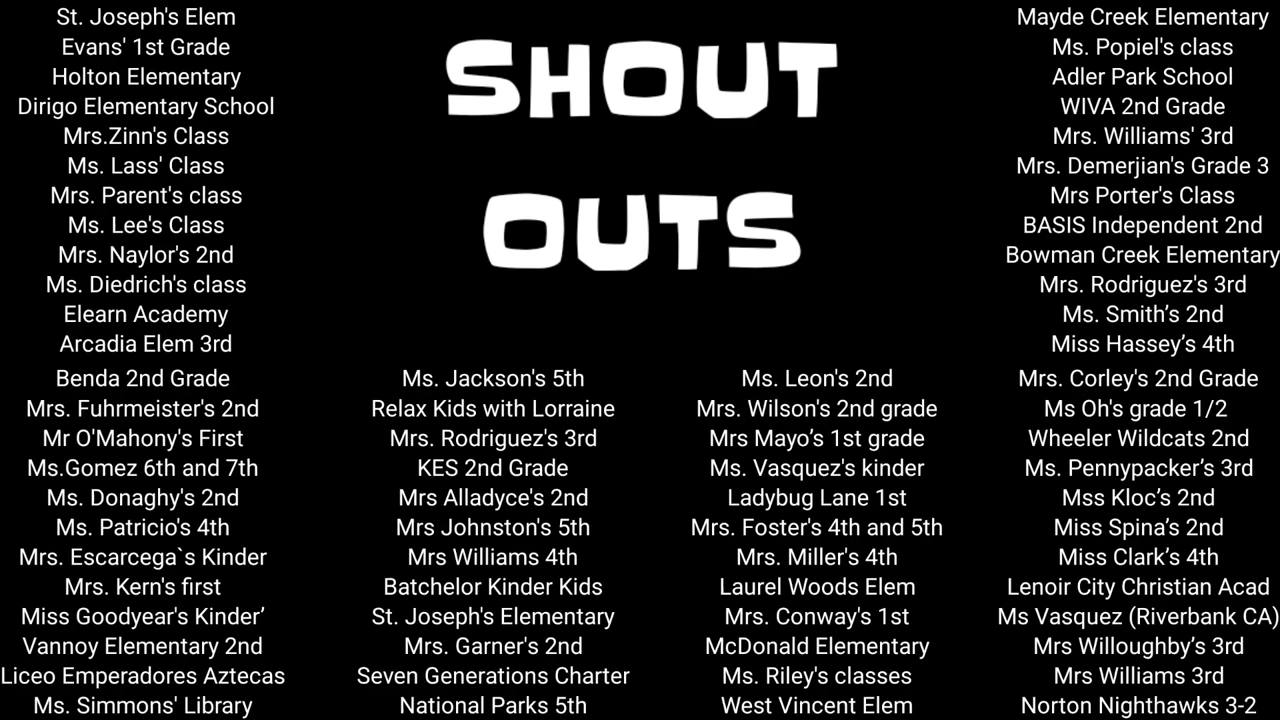 SHOUT
OUTS
St. Joseph's Elem
Evans' 1st Grade
Holton Elementary
Dirigo Elementary School
Mrs.Zinn's Class
Ms. Lass' Class
Mrs. Parent's class
Ms. Lee's Class
Mrs. Naylor's 2nd
Ms. Diedrich's class
Elearn Academy
Arcadia Elem 3rd
Benda 2nd Grade
Mrs. Fuhrmeister's 2nd
Mr O'Mahony's First
Ms.Gomez 6th and 7th
Ms. Donaghy's 2nd
Ms. Patricio's 4th
Mrs. Escarcega`s Kinder
Mrs. Kern's first
Miss Goodyear's Kinder’
Vannoy Elementary 2nd
Liceo Emperadores Aztecas
Ms. Simmons' Library
Ms. Jackson's 5th
Relax Kids with Lorraine
Mrs. Rodriguez's 3rd
KES 2nd Grade
Mrs Alladyce's 2nd
Mrs Johnston's 5th
Mrs Williams 4th
Batchelor Kinder Kids
St. Joseph's Elementary
Mrs. Garner's 2nd
Seven Generations Charter
National Parks 5th
Ms. Leon's 2nd
Mrs. Wilson's 2nd grade
Mrs Mayo’s 1st grade
Ms. Vasquez's kinder
Ladybug Lane 1st
Mrs. Foster's 4th and 5th
Mrs. Miller's 4th
Laurel Woods Elem
Mrs. Conway's 1st
McDonald Elementary
Ms. Riley's classes
West Vincent Elem
Mayde Creek Elementary
Ms. Popiel's class
Adler Park School
WIVA 2nd Grade
Mrs. Williams' 3rd
Mrs. Demerjian's Grade 3
Mrs Porter's Class
BASIS Independent 2nd
Bowman Creek Elementary
Mrs. Rodriguez's 3rd
Ms. Smith’s 2nd
Miss Hassey’s 4th
Mrs. Corley's 2nd Grade
Ms Oh's grade 1/2
Wheeler Wildcats 2nd
Ms. Pennypacker’s 3rd
Mss Kloc’s 2nd
Miss Spina’s 2nd
Miss Clark’s 4th
Lenoir City Christian Acad
Ms Vasquez (Riverbank CA)
Mrs Willoughby’s 3rd
Mrs Williams 3rd
Norton Nighthawks 3-2